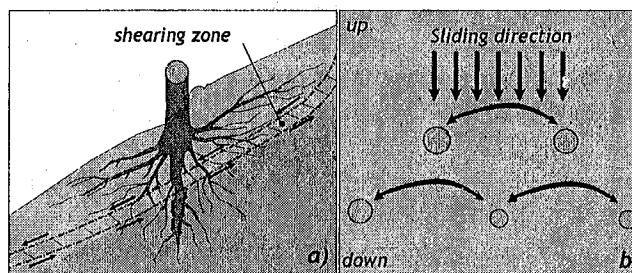 shearing zone
a)
up
Sliding direction
down
b